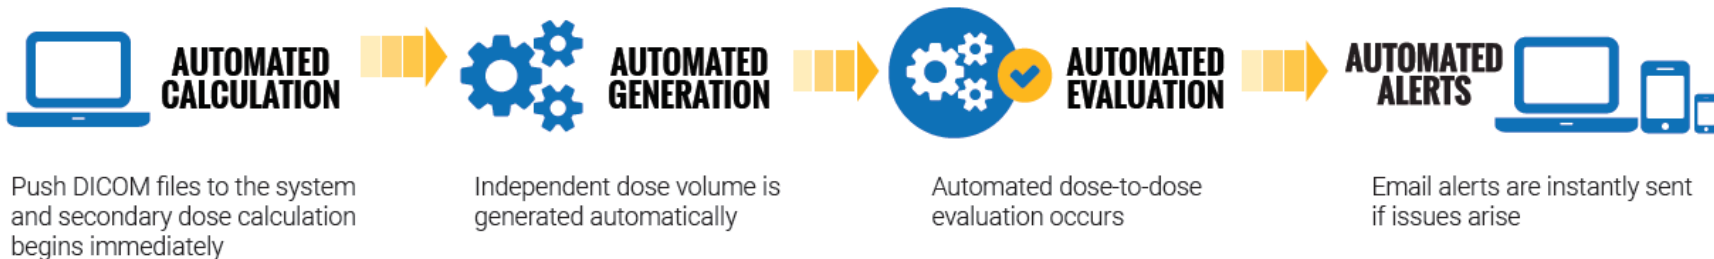 AUTOMATED
CALCULATION
Push DICOM files to the system
and secondary dose calculation
begins immediately
AUTOMATED
GENERATION
Independent dose volume is
generated automatically
AUTOMATED
EVALUATION
Automated dose-to-dose
evaluation occurs
AUTOMATED
ALERTS
Email alerts are instantly sent
if issues arise